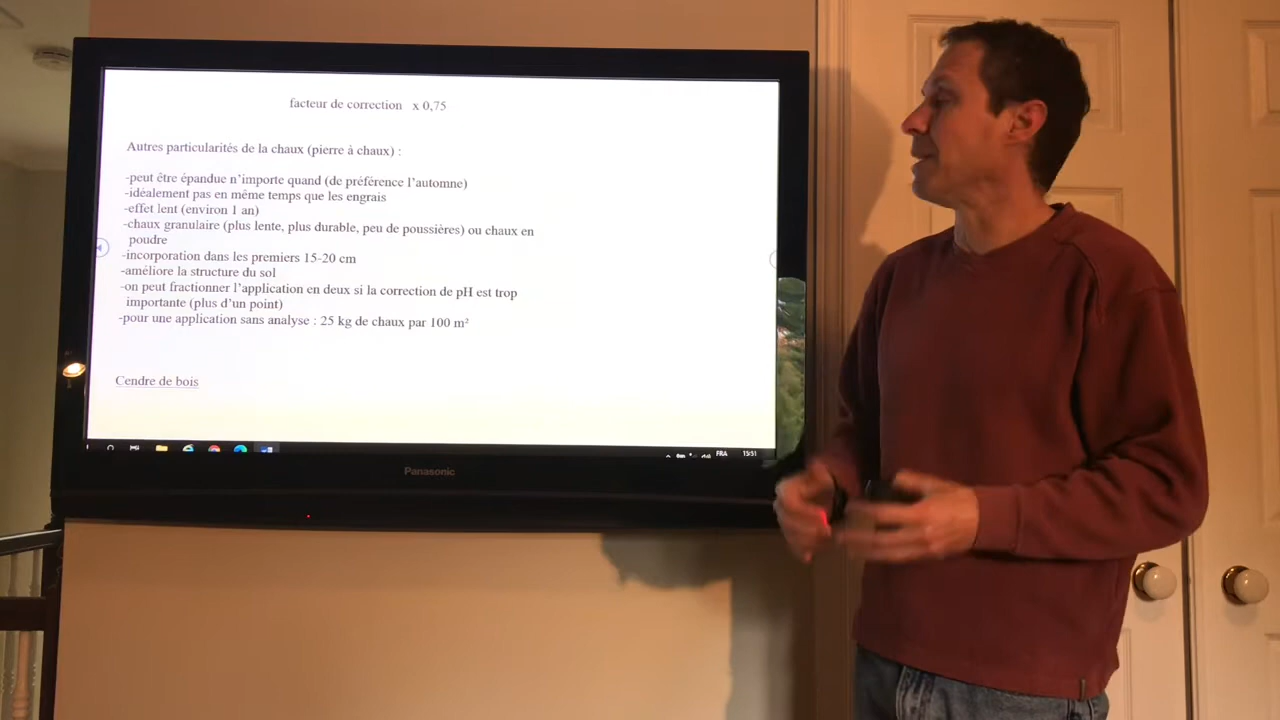 facteur de correction x 0,75
Autres particularités de la chaux (pierre à chaux) :
-peut être épandue n'importe quand (de préférence l'automne)
-idéalement pas en même temps que les engrais
-effet lent (environ 1 an)
-chaux granulaire (plus lente, plus durable, peu de poussières) ou chaux en
poudre
-incorporation dans les premiers 15-20 cm
-améliore la structure du sol
-on peut fractionner l'application en deux si la correction de pH est trop
importante (plus d'un point)
-pour une application sans analyse : 25 kg de chaux par 100 m²
Cendre de bois
FRA 15:51
Panasonic